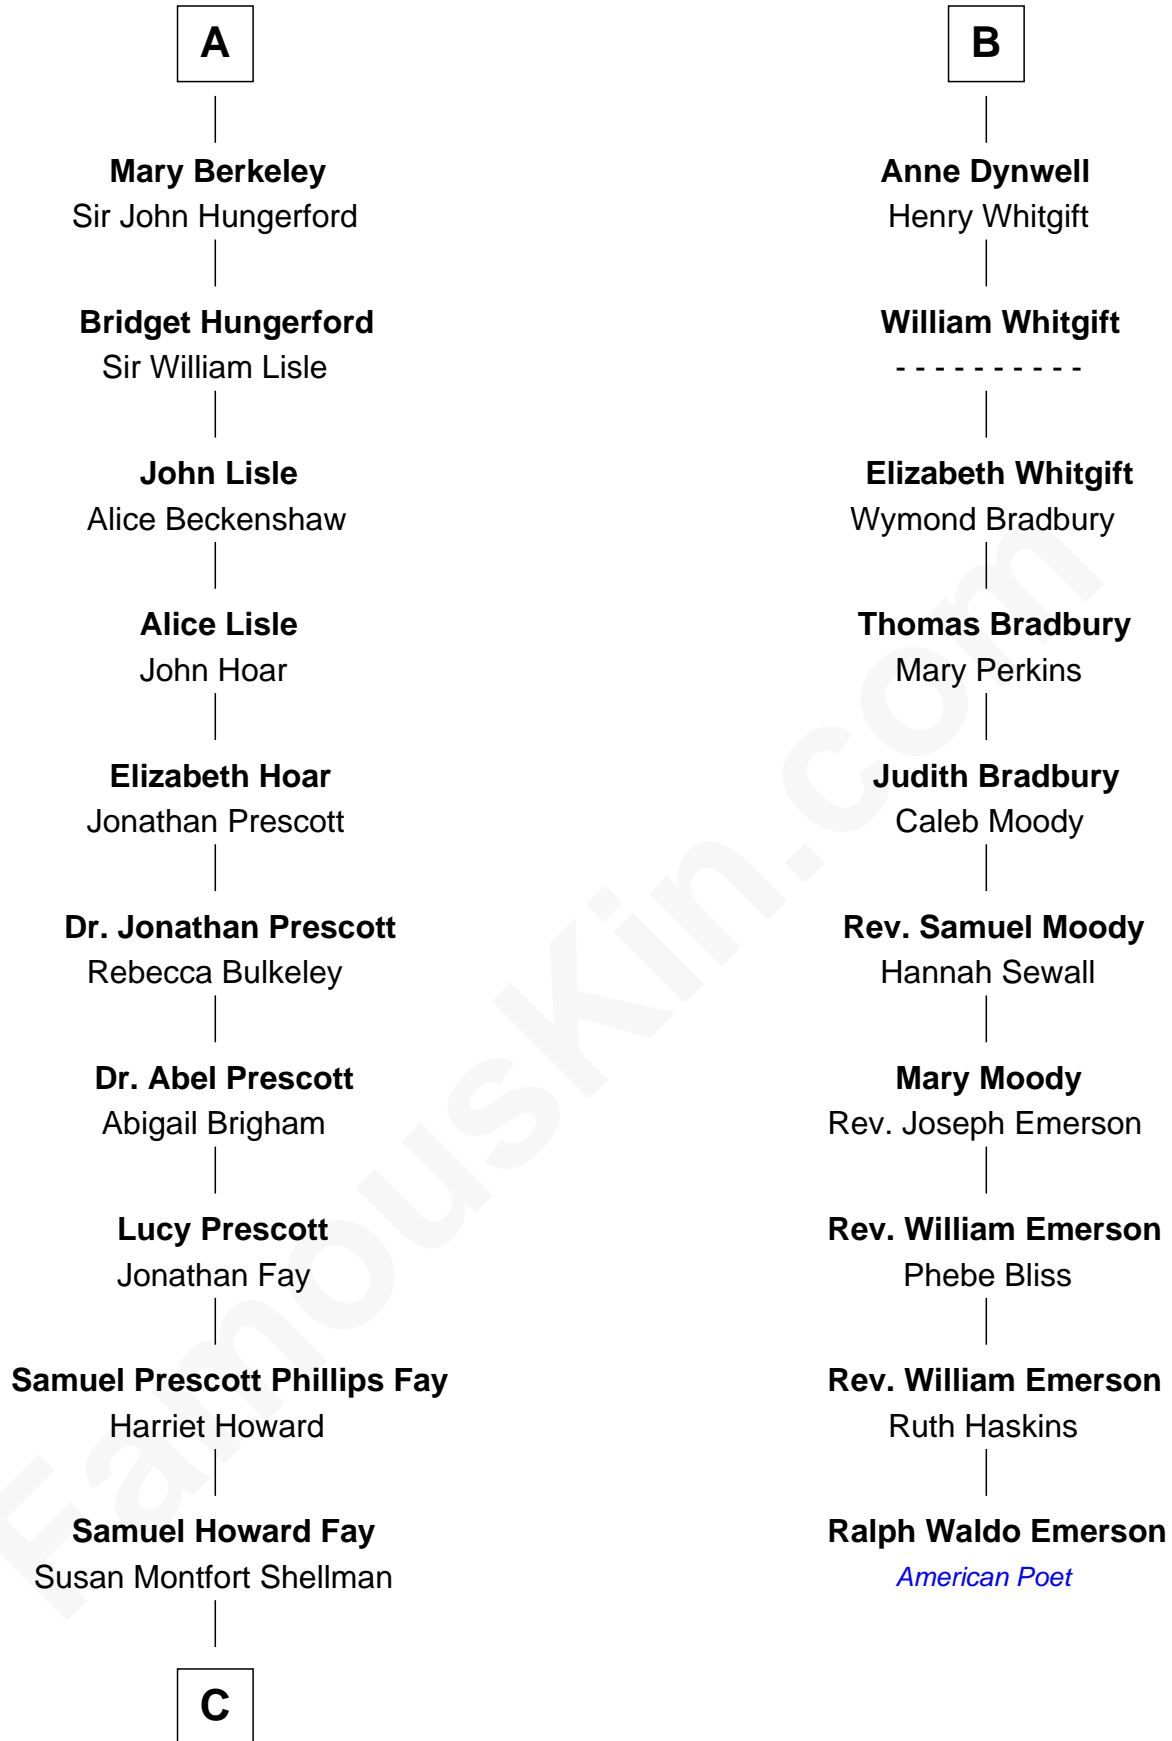 A
Mary Berkeley
Sir John Hungerford
Bridget Hungerford
Sir William Lisle
John Lisle
Alice Beckenshaw
Alice Lisle
John Hoar
Elizabeth Hoar
Jonathan Prescott
Dr. Jonathan Prescott
Rebecca Bulkeley
Dr. Abel Prescott
Abigail Brigham
Lucy Prescott
Jonathan Fay
Samuel Prescott Phillips Fay
Harriet Howard
Samuel Howard Fay
Susan Montfort Shellman
C
B
Anne Dynwell
Henry Whitgift
William Whitgift
- - - - - - - - - -
Elizabeth Whitgift
Wymond Bradbury
Thomas Bradbury
Mary Perkins
Judith Bradbury
Caleb Moody
Rev. Samuel Moody
Hannah Sewall
Mary Moody
Rev. Joseph Emerson
Rev. William Emerson
Phebe Bliss
Rev. William Emerson
Ruth Haskins
Ralph Waldo Emerson
American Poet
FamousKin.com